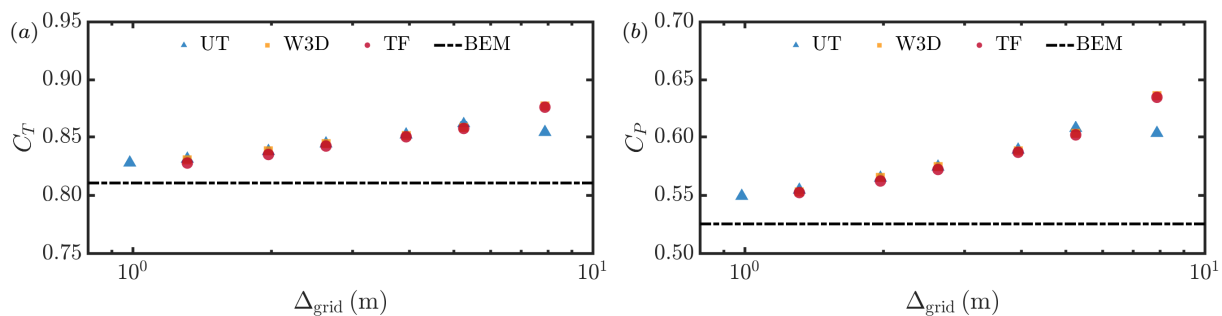 (a)
0.95
UT W3D TF BEM
0.90
0.85
C_T
0.80
0.75
10^0 10^1
Δ_grid (m)
(b)
0.70
UT W3D TF BEM
0.65
C_P
0.60
0.55
0.50
10^0 10^1
Δ_grid (m)